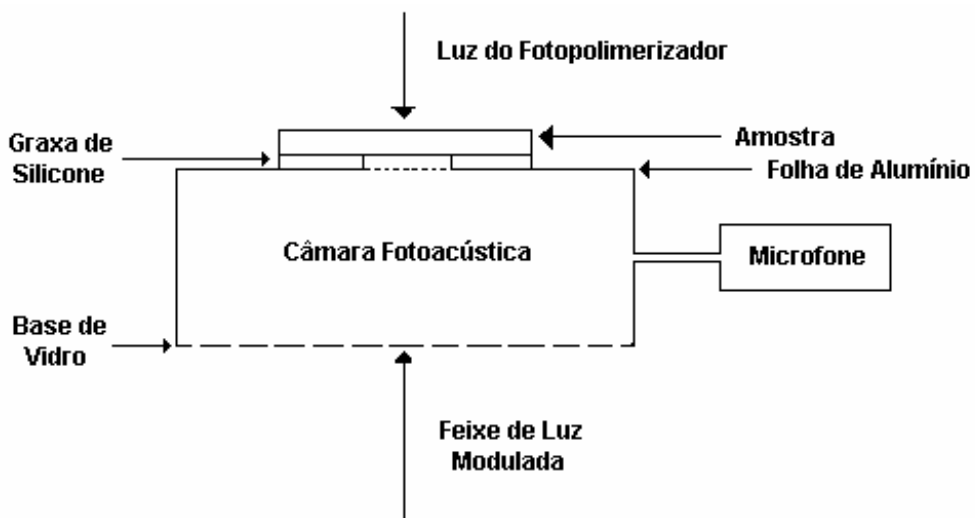 Luz do Fotopolimerizador
Graxa de
Silicone
Amostra
Folha de Alumínio
Câmara Fotoacústica
Microfone
Base de
Vidro
Feixe de Luz
Modulada